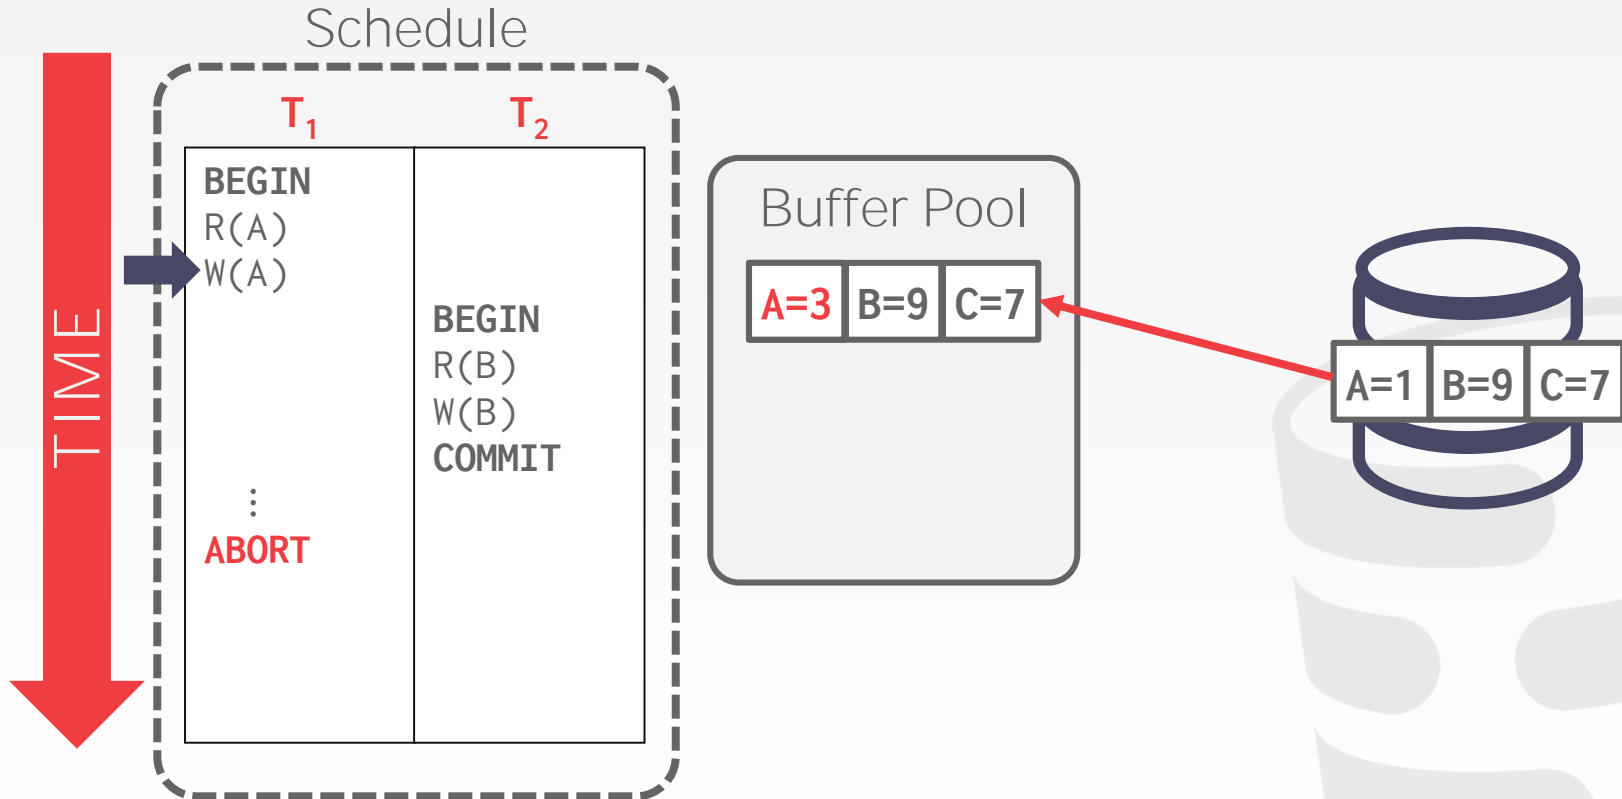 Schedule
TIME
T1 T2
BEGIN
R(A)
W(A)
BEGIN
R(B)
W(B)
COMMIT
⋮
ABORT
Buffer Pool
A=3 B=9 C=7
A=1 B=9 C=7